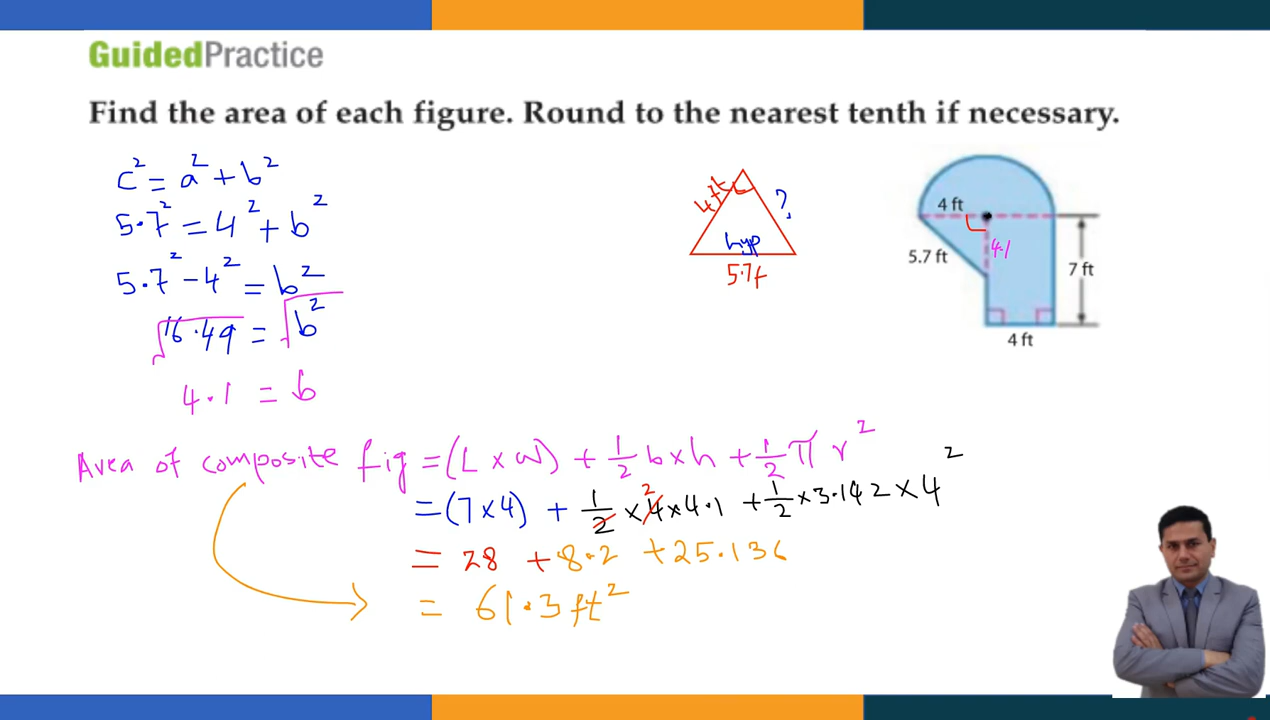 GuidedPractice
Find the area of each figure. Round to the nearest tenth if necessary.
c² = a² + b²
5.7² = 4² + b²
5.7² - 4² = b²
√16.49 = √b²
4.1 = b
4ft
?
hyp
5.7f
4 ft
5.7 ft
4.1
7 ft
4 ft
Area of composite fig = (L × W) + 1/2 b × h + 1/2 π r²
= (7 × 4) + 1/2 × 4 × 4.1 + 1/2 × 3.142 × 4²
2
= 28 + 8.2 + 25.136
= 61.3 ft²